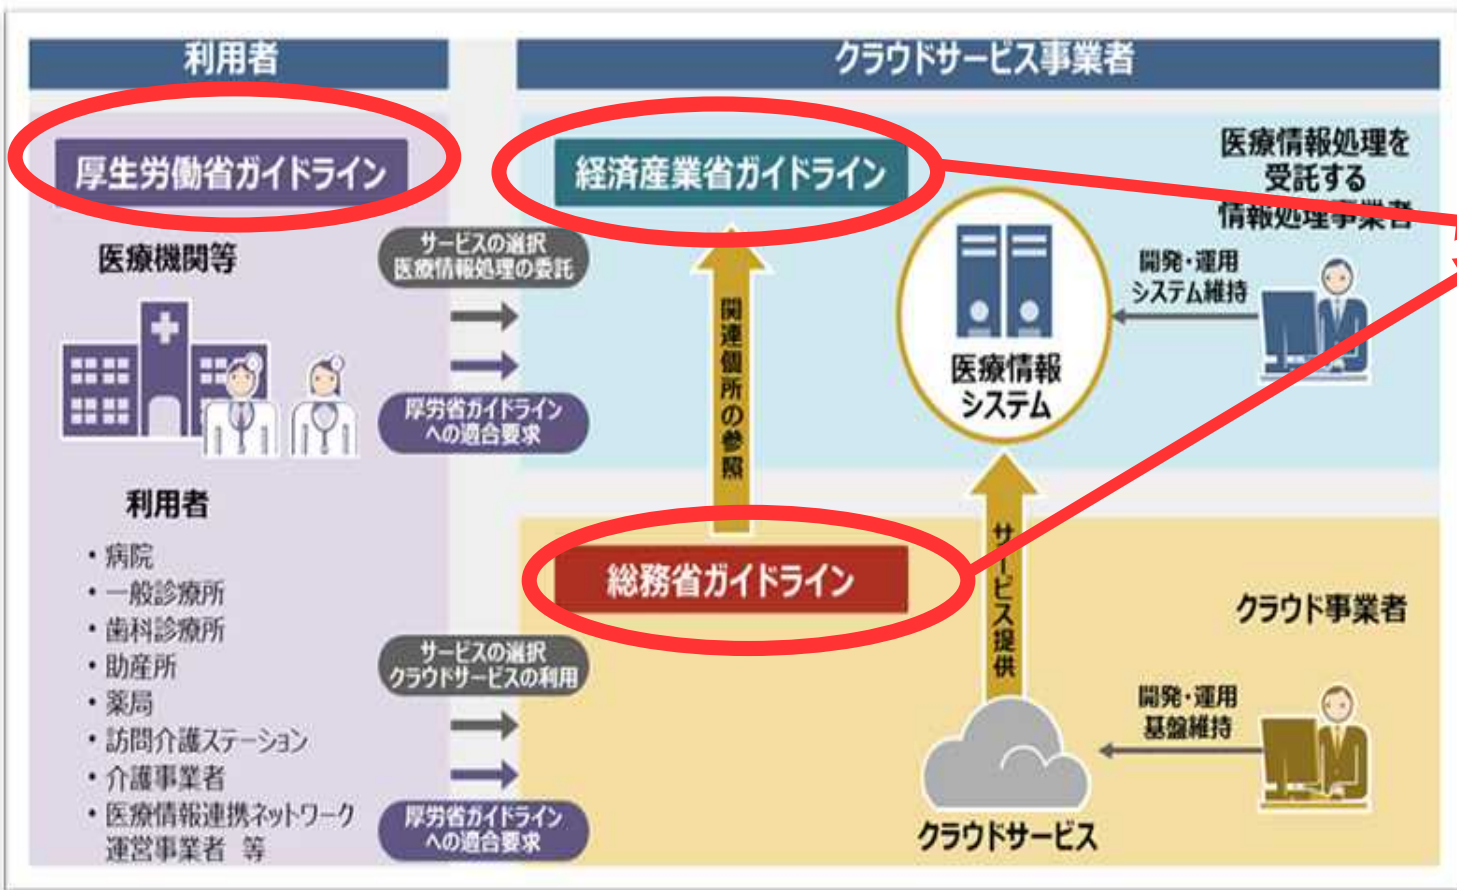 利用者
クラウドサービス事業者
厚生労働省ガイドライン
医療機関等
利用者
・病院
・一般診療所
・歯科診療所
・助産所
・薬局
・訪問介護ステーション
・介護事業者
・医療情報連携ネットワーク
運営事業者 等
サービスの選択
医療情報処理の委託
厚労省ガイドライン
への適合要求
サービスの選択
クラウドサービスの利用
厚労省ガイドライン
への適合要求
経済産業省ガイドライン
関連個所の参照
総務省ガイドライン
医療情報処理を
受託する
情報処理事業者
開発・運用
システム維持
医療情報
システム
サービス提供
クラウド事業者
開発・運用
基盤維持
クラウドサービス